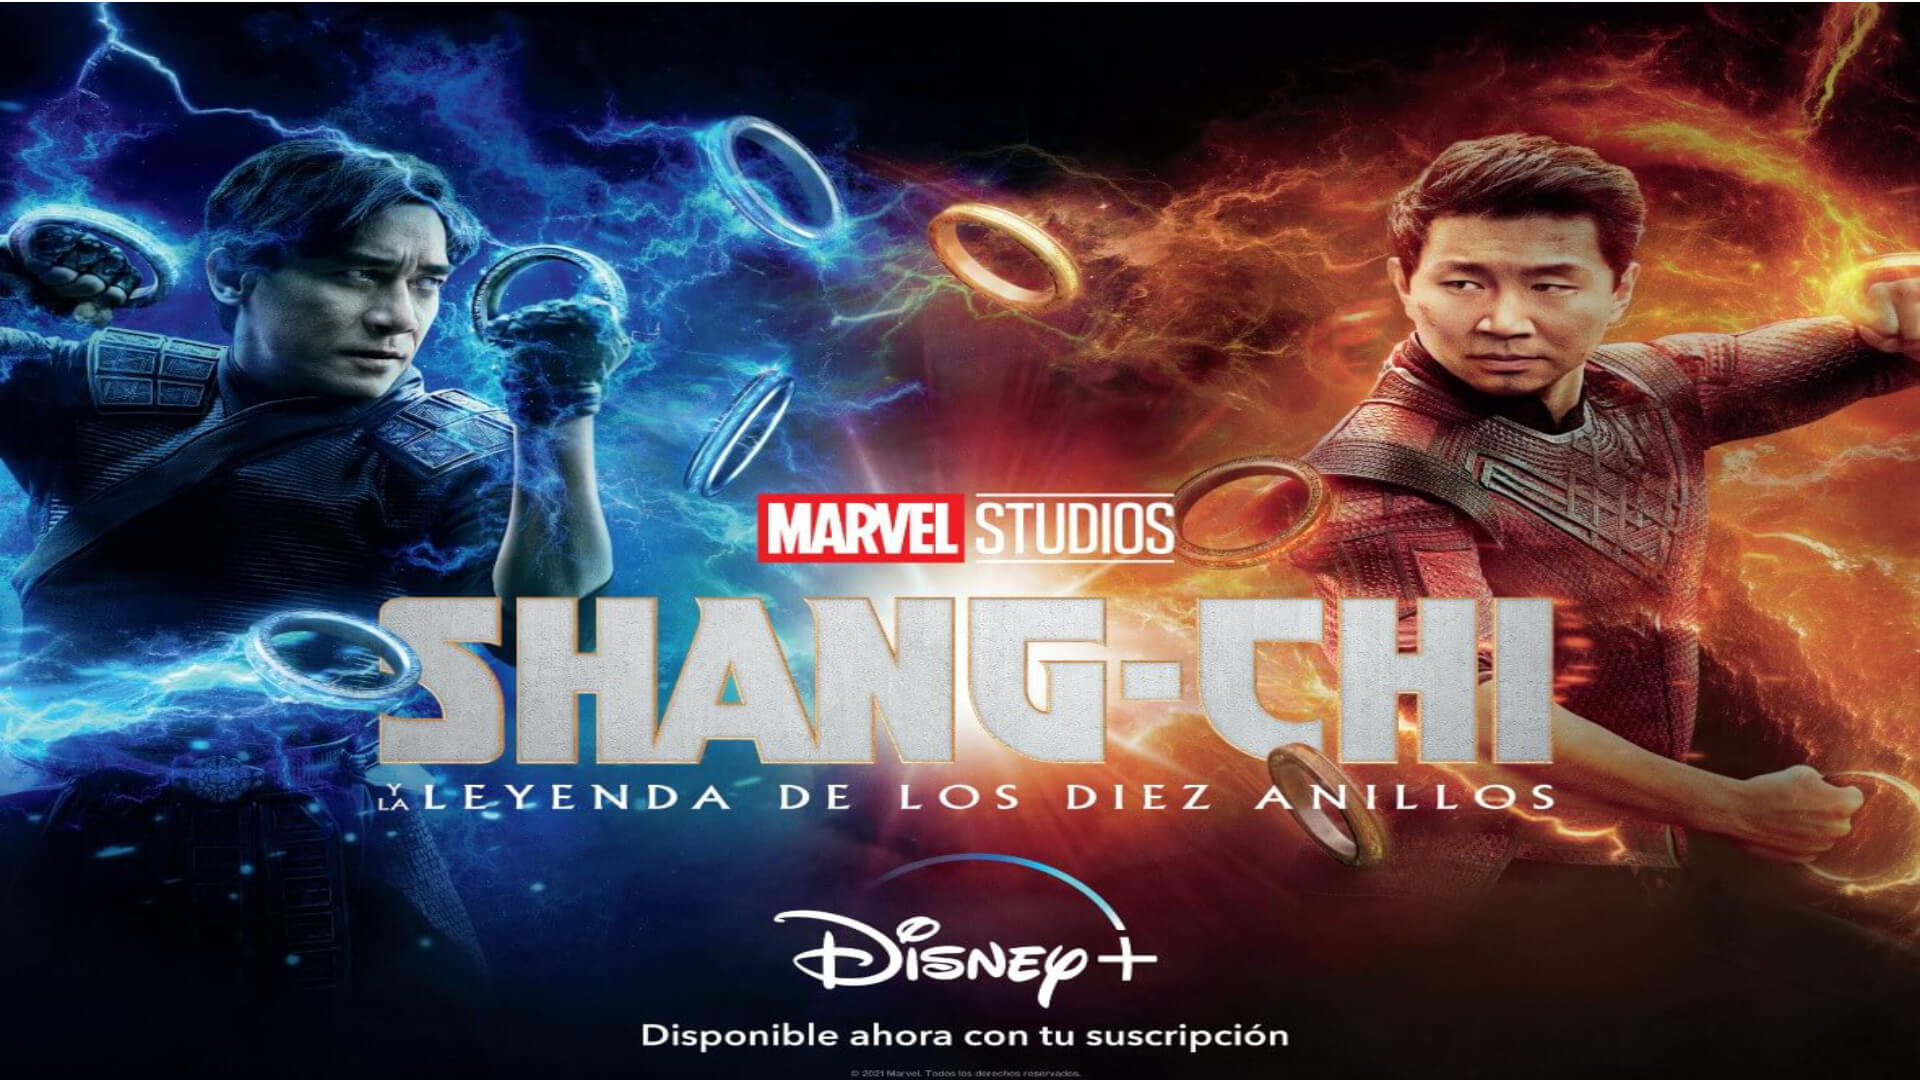 MARVEL STUDIOS
SHANG-CHI
Y LA LEYENDA DE LOS DIEZ ANILLOS
Disney+
Disponible ahora con tu suscripción
© 2021 Marvel. Todos los derechos reservados.